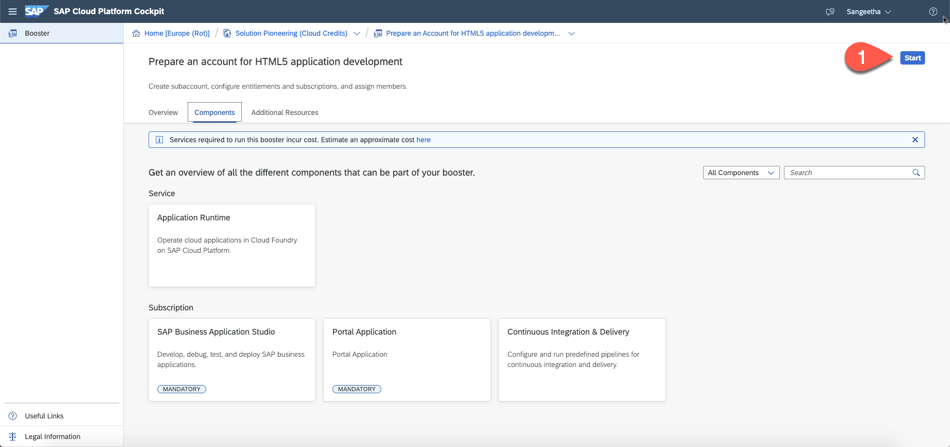 SAP SAP Cloud Platform Cockpit Sangeetha
Booster
Home [Europe (Rot)] / Solution Pioneering (Cloud Credits) / Prepare an Account for HTML5 application developm...
Prepare an account for HTML5 application development
1
Start
Create subaccount, configure entitlements and subscriptions, and assign members.
Overview Components Additional Resources
Services required to run this booster incur cost. Estimate an approximate cost here
Get an overview of all the different components that can be part of your booster.
All Components Search
Service
Application Runtime
Operate cloud applications in Cloud Foundry
on SAP Cloud Platform.
Subscription
SAP Business Application Studio
Develop, debug, test, and deploy SAP business
applications.
MANDATORY
Portal Application
Portal Application
MANDATORY
Continuous Integration & Delivery
Configure and run predefined pipelines for
continuous integration and delivery.
Useful Links
Legal Information